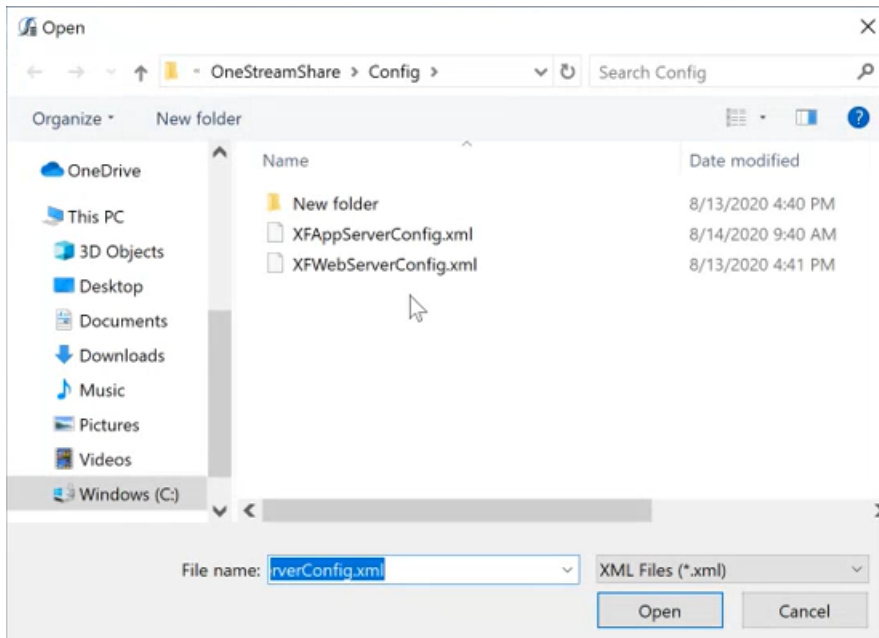 Open
OneStreamShare > Config >
Search Config
Organize
New folder
?
Name
Date modified
OneDrive
This PC
3D Objects
Desktop
Documents
Downloads
Music
Pictures
Videos
Windows (C:)
New folder 8/13/2020 4:40 PM
XFAppServerConfig.xml 8/14/2020 9:40 AM
XFWebServerConfig.xml 8/13/2020 4:41 PM
File name: rverConfig.xml
XML Files (*.xml)
Open
Cancel